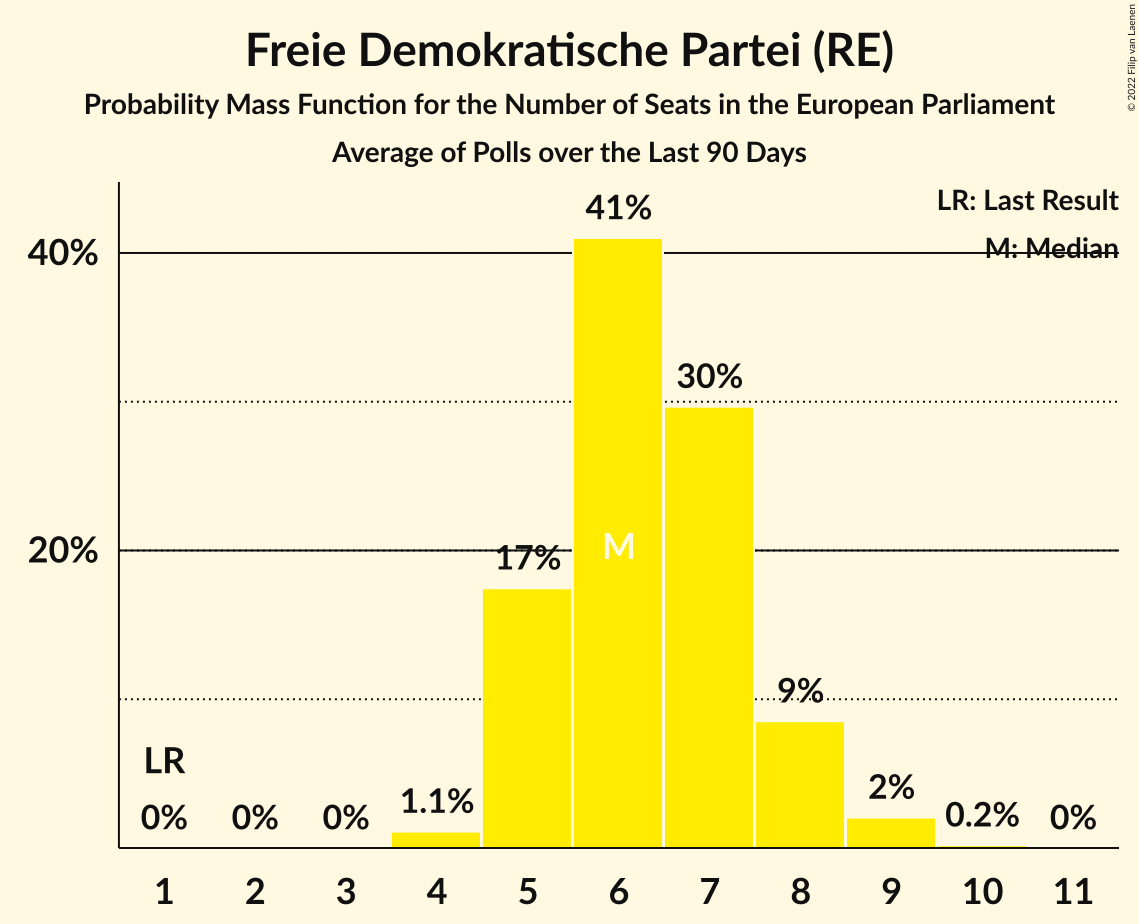 Freie Demokratische Partei (RE)
Probability Mass Function for the Number of Seats in the European Parliament
Average of Polls over the Last 90 Days
© 2022 Filip van Laenen
LR: Last Result
M: Median
41%
40%
30%
20%
17%
M
9%
LR
0%
0%
0%
1.1%
2%
0.2%
0%
1 2 3 4 5 6 7 8 9 10 11